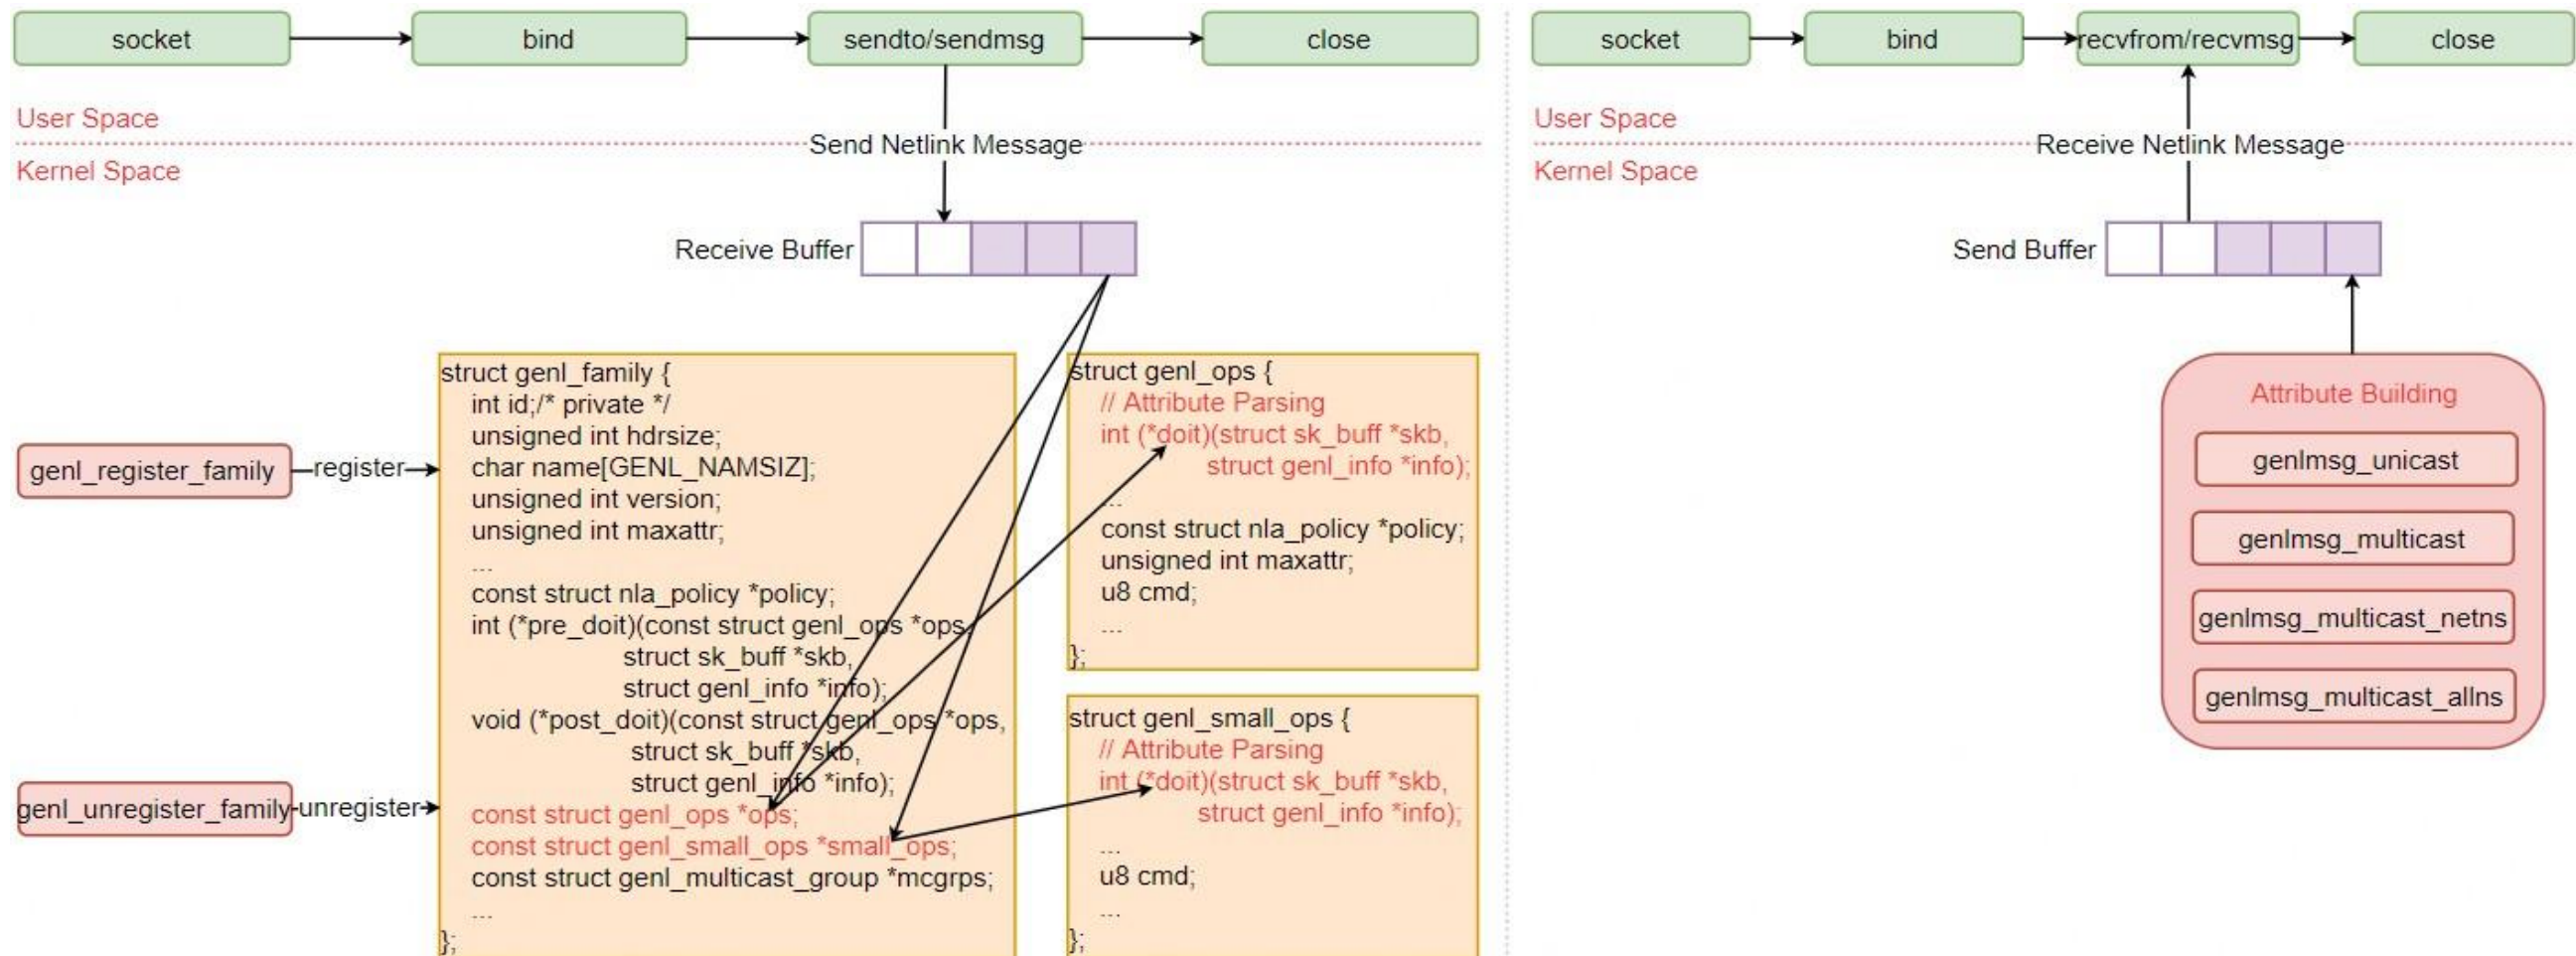 socket
bind
sendto/sendmsg
close
User Space
Send Netlink Message
Kernel Space
Receive Buffer
genl_register_family
register
genl_unregister_family
unregister
struct genl_family {
int id;/* private */
unsigned int hdrsize;
char name[GENL_NAMSIZ];
unsigned int version;
unsigned int maxattr;
...
const struct nla_policy *policy;
int (*pre_doit)(const struct genl_ops *ops,
struct sk_buff *skb,
struct genl_info *info);
void (*post_doit)(const struct genl_ops *ops,
struct sk_buff *skb,
struct genl_info *info);
const struct genl_ops *ops;
const struct genl_small_ops *small_ops;
const struct genl_multicast_group *mcgrps;
...
};
struct genl_ops {
// Attribute Parsing
int (*doit)(struct sk_buff *skb,
struct genl_info *info);
...
const struct nla_policy *policy;
unsigned int maxattr;
u8 cmd;
...
};
struct genl_small_ops {
// Attribute Parsing
int (*doit)(struct sk_buff *skb,
struct genl_info *info);
...
u8 cmd;
...
};
socket
bind
recvfrom/recvmsg
close
User Space
Receive Netlink Message
Kernel Space
Send Buffer
Attribute Building
genlmsg_unicast
genlmsg_multicast
genlmsg_multicast_netns
genlmsg_multicast_allns